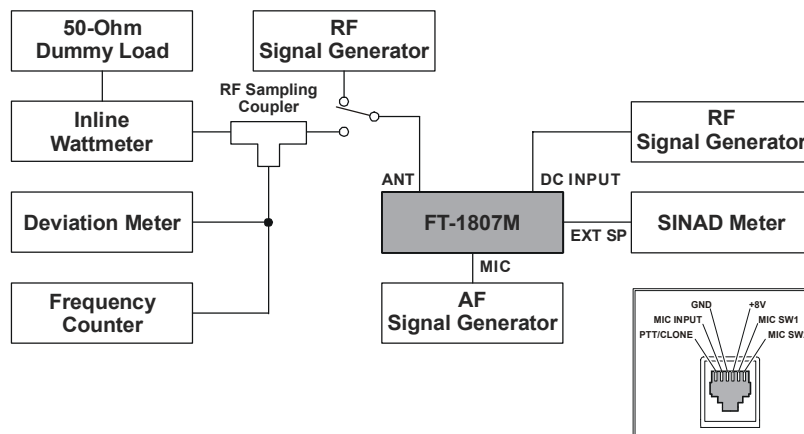 50-Ohm
Dummy Load
RF
Signal Generator
RF Sampling
Coupler
Inline
Wattmeter
RF
Signal Generator
ANT
DC INPUT
Deviation Meter
FT-1807M
EXT SP
SINAD Meter
MIC
Frequency
Counter
AF
Signal Generator
GND
+8V
MIC INPUT
MIC SW1
PTT/CLONE
MIC SW